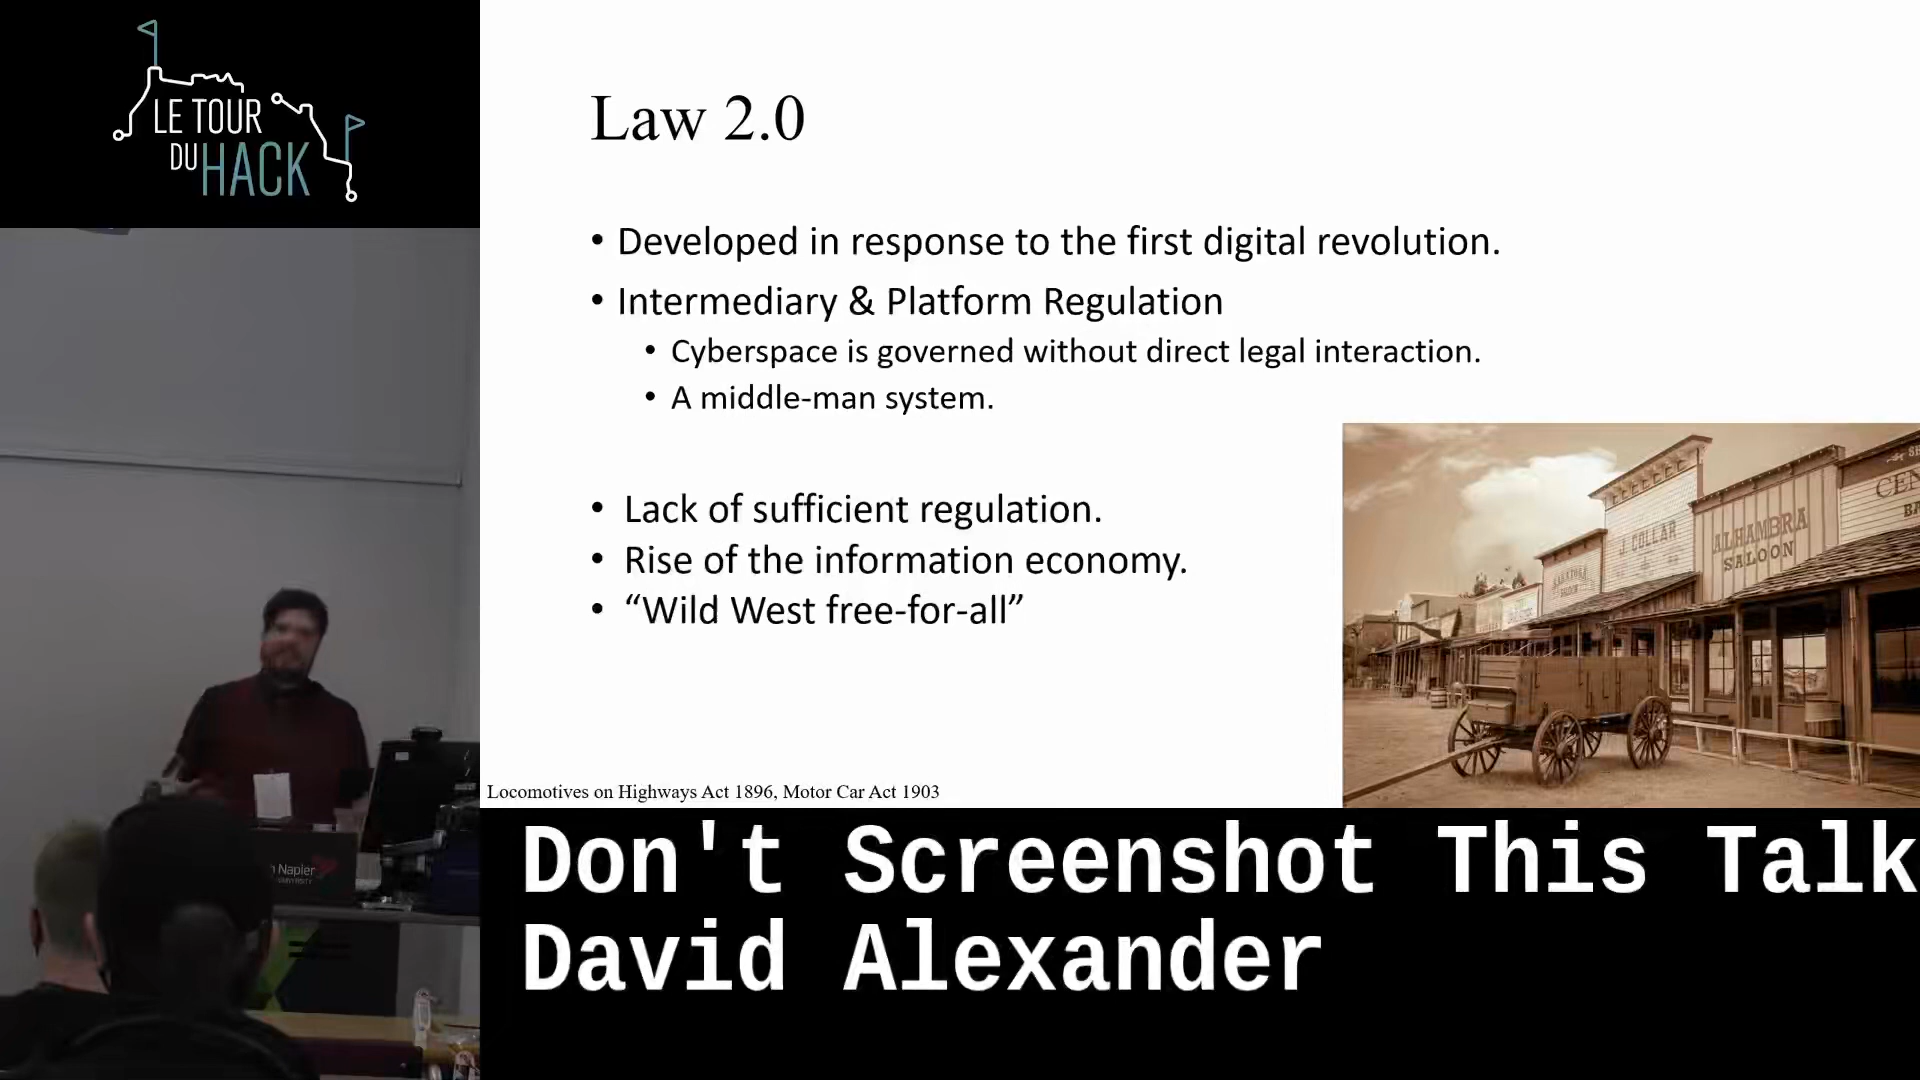 LE TOUR
DU HACK
Law 2.0
• Developed in response to the first digital revolution.
• Intermediary & Platform Regulation
• Cyberspace is governed without direct legal interaction.
• A middle-man system.
• Lack of sufficient regulation.
• Rise of the information economy.
• “Wild West free-for-all”
J. COLLAR
ALHAMBRA
SALOON
CEN
Locomotives on Highways Act 1896, Motor Car Act 1903
Napier
Don't Screenshot This Talk
David Alexander